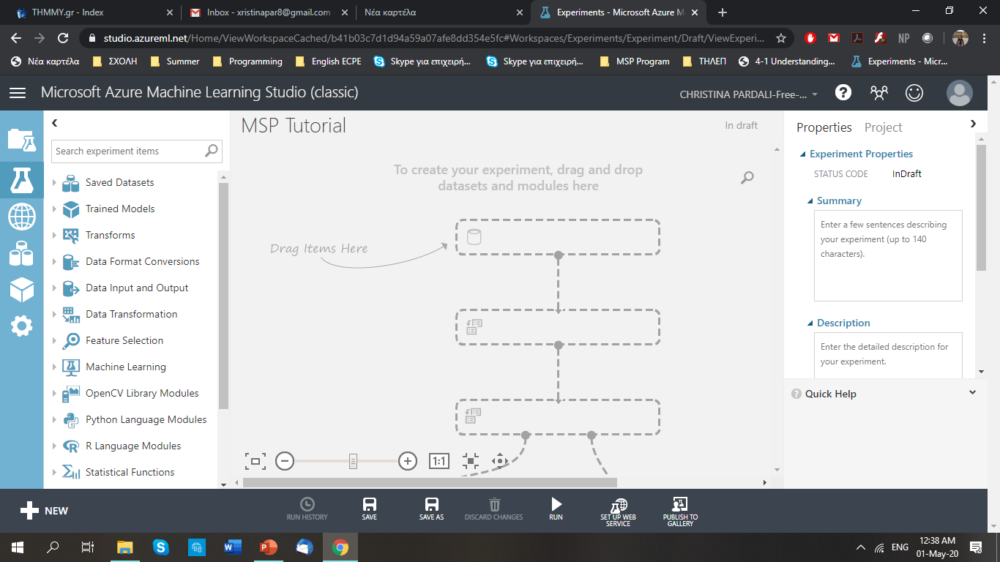 THMMY.gr - Index
Inbox - xristinapar8@gmail.com -
Νέα καρτέλα
Experiments - Microsoft Azure M
studio.azureml.net/Home/ViewWorkspaceCached/b41b03c7d1d94a59a07afe8dd354e5fc#Workspaces/Experiments/Experiment/Draft/ViewExperi...
NP
Νέα καρτέλα
ΣΧΟΛΗ
Summer
Programming
English ECPE
Skype για επιχειρή...
Skype για επιχειρή...
MSP Program
ΤΗΛΕΠ
4-1 Understanding...
Experiments - Micr...
Microsoft Azure Machine Learning Studio (classic)
CHRISTINA PARDALI-Free-...
Search experiment items
Saved Datasets
Trained Models
Transforms
Data Format Conversions
Data Input and Output
Data Transformation
Feature Selection
Machine Learning
OpenCV Library Modules
Python Language Modules
R Language Modules
Statistical Functions
MSP Tutorial
In draft
To create your experiment, drag and drop
datasets and modules here
Drag Items Here
1:1
Properties
Project
Experiment Properties
STATUS CODE
InDraft
Summary
Enter a few sentences describing
your experiment (up to 140
characters).
Description
Enter the detailed description for
your experiment.
Quick Help
NEW
RUN HISTORY
SAVE
SAVE AS
DISCARD CHANGES
RUN
SET UP WEB
SERVICE
PUBLISH TO
GALLERY
ENG
12:38 AM
01-May-20